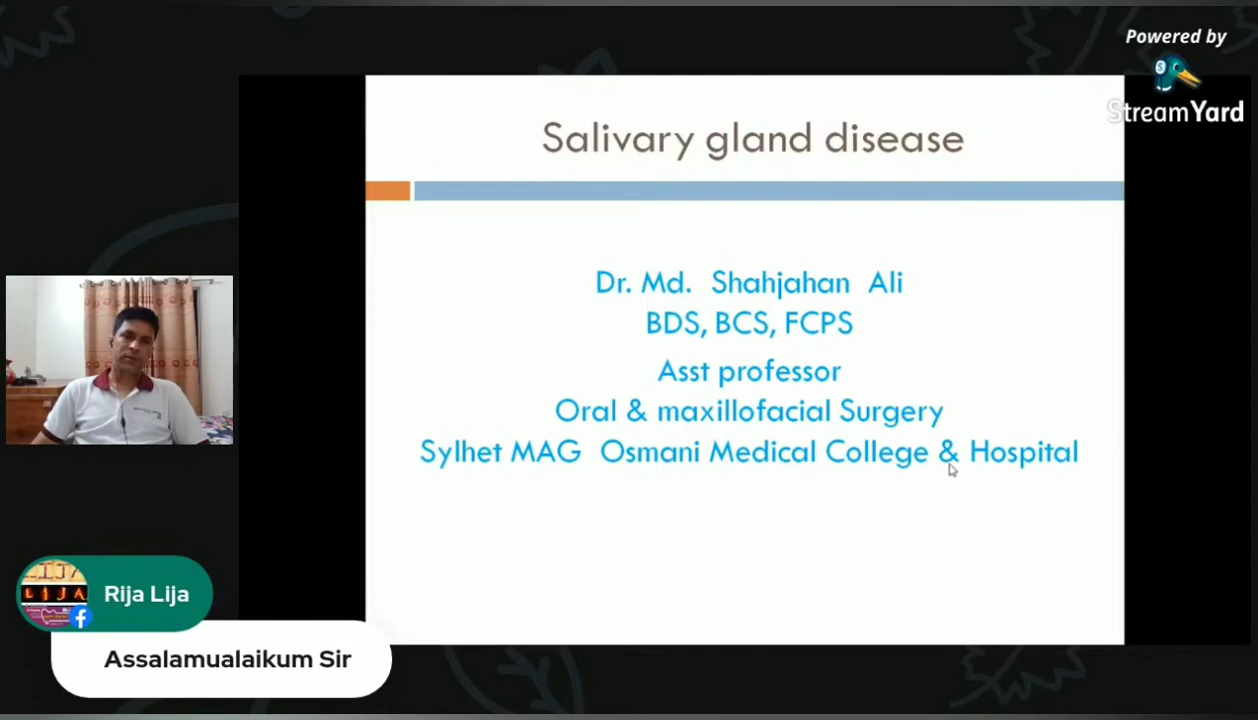 Powered by
StreamYard
Salivary gland disease
Dr. Md. Shahjahan Ali
BDS, BCS, FCPS
Asst professor
Oral & maxillofacial Surgery
Sylhet MAG Osmani Medical College & Hospital
LIJA
Rija Lija
Assalamualaikum Sir